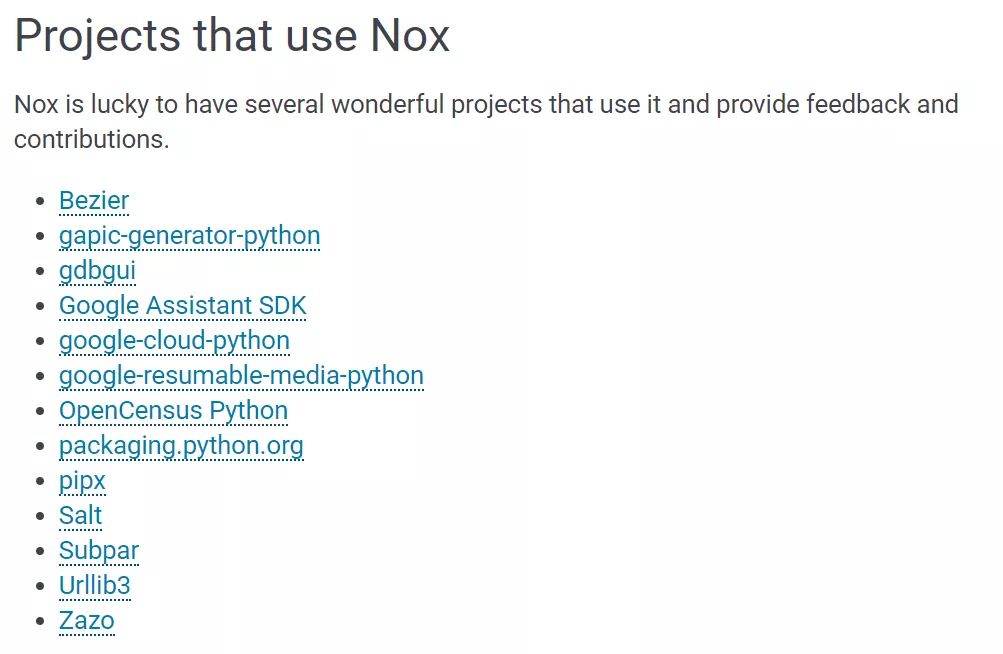 Projects that use Nox
Nox is lucky to have several wonderful projects that use it and provide feedback and
contributions.
Bezier
gapic-generator-python
gdbgui
Google Assistant SDK
google-cloud-python
google-resumable-media-python
OpenCensus Python
packaging.python.org
pipx
Salt
Subpar
Urllib3
Zazo